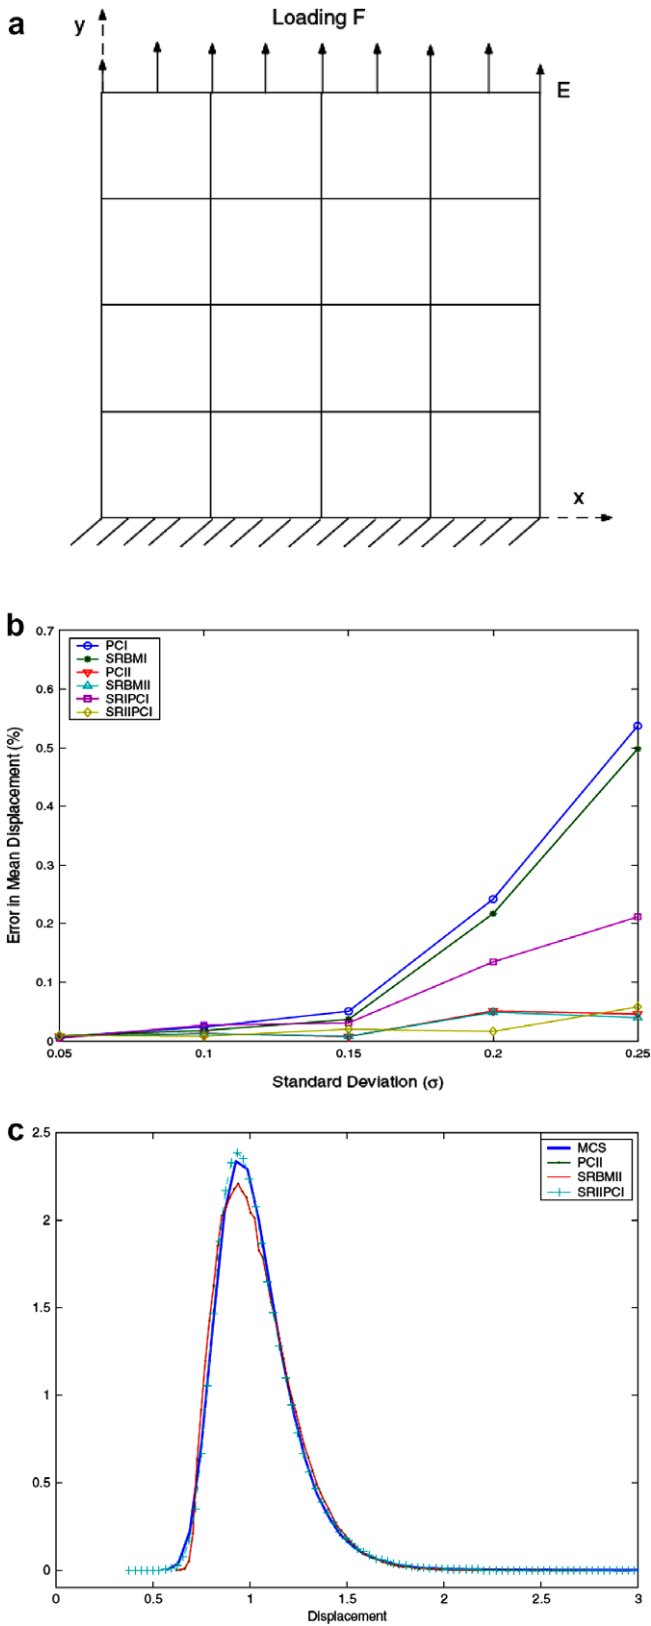 a
y
Loading F
E
x
b
0.7
0.6
0.5
0.4
0.3
0.2
0.1
0
Error in Mean Displacement (%)
PCI
SRBMI
PCII
SRBMII
SRIPCI
SRIIPCI
0.05 0.1 0.15 0.2 0.25
Standard Deviation (σ)
c
2.5
2
1.5
1
0.5
0
MCS
PCII
SRBMII
SRIIPCI
0 0.5 1 1.5 2 2.5 3
Displacement